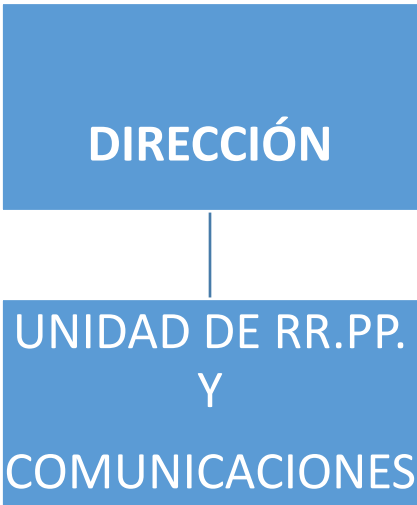 DIRECCIÓN
UNIDAD DE RR.PP.
Y
COMUNICACIONES